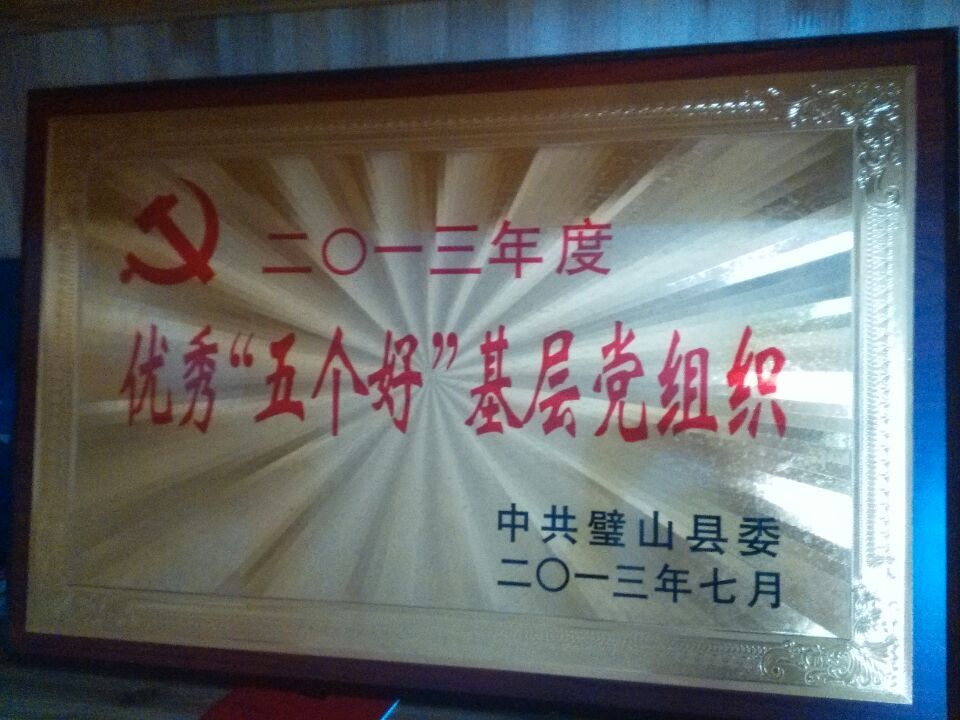 二〇一三年度
优秀“五个好”基层党组织
中共璧山县委
二〇一三年七月